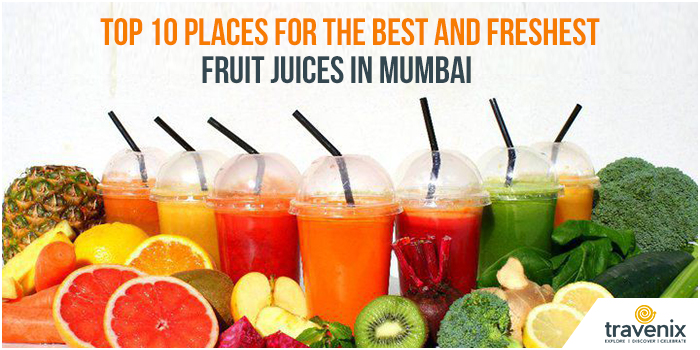 TOP 10 PLACES FOR THE BEST AND FRESHEST
FRUIT JUICES IN MUMBAI
travenix
EXPLORE | DISCOVER | CELEBRATE